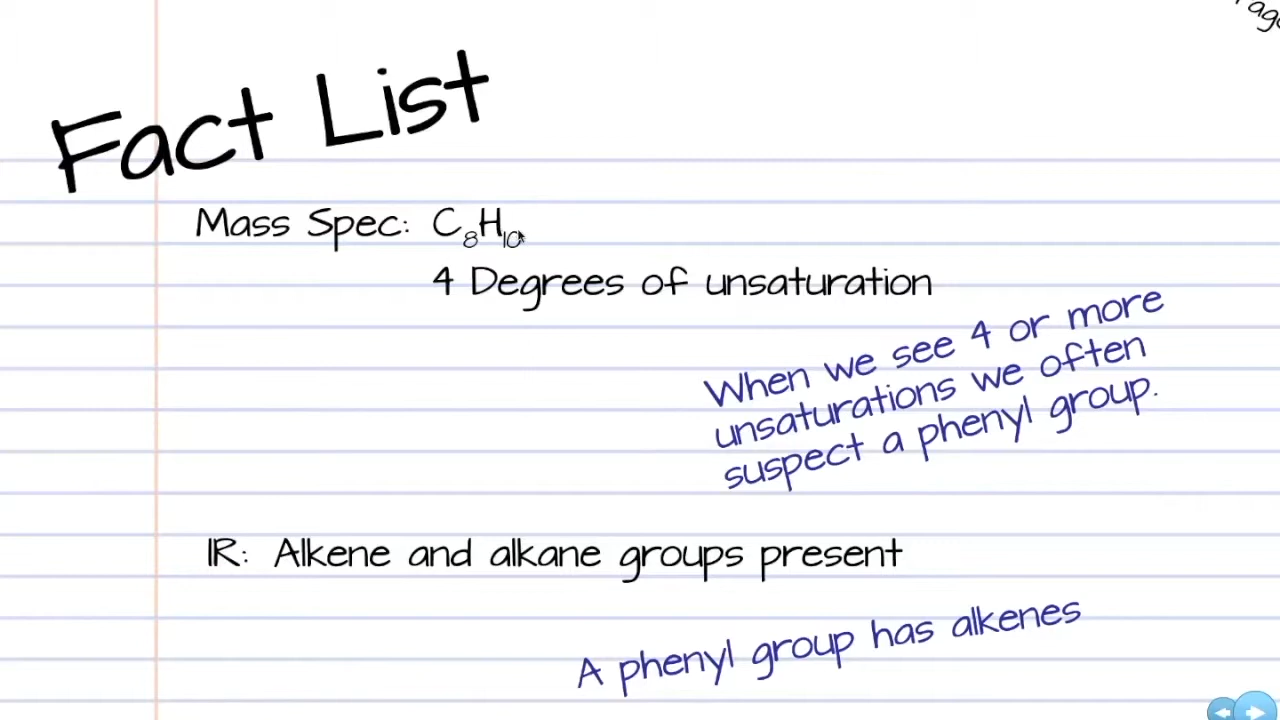 Fact List
Mass Spec: C₈H₁₀
4 Degrees of unsaturation
When we see 4 or more
unsaturations we often
suspect a phenyl group.
IR: Alkene and alkane groups present
A phenyl group has alkenes